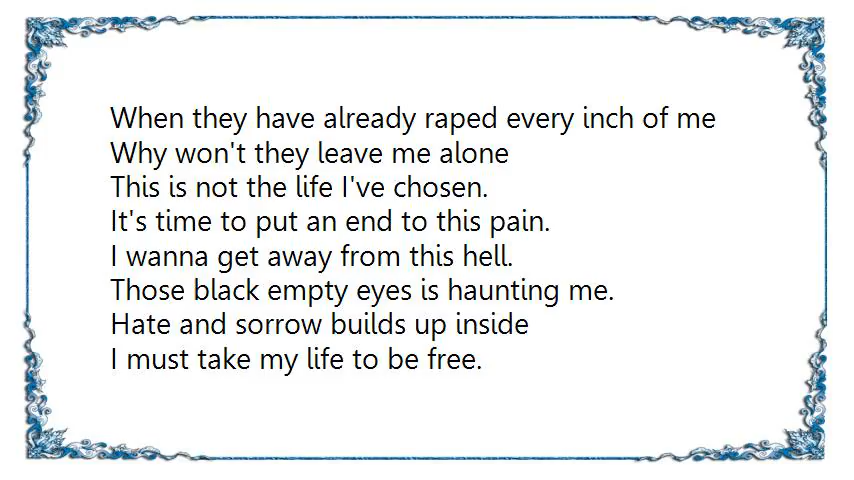 When they have already raped every inch of me
Why won't they leave me alone
This is not the life I've chosen.
It's time to put an end to this pain.
I wanna get away from this hell.
Those black empty eyes is haunting me.
Hate and sorrow builds up inside
I must take my life to be free.